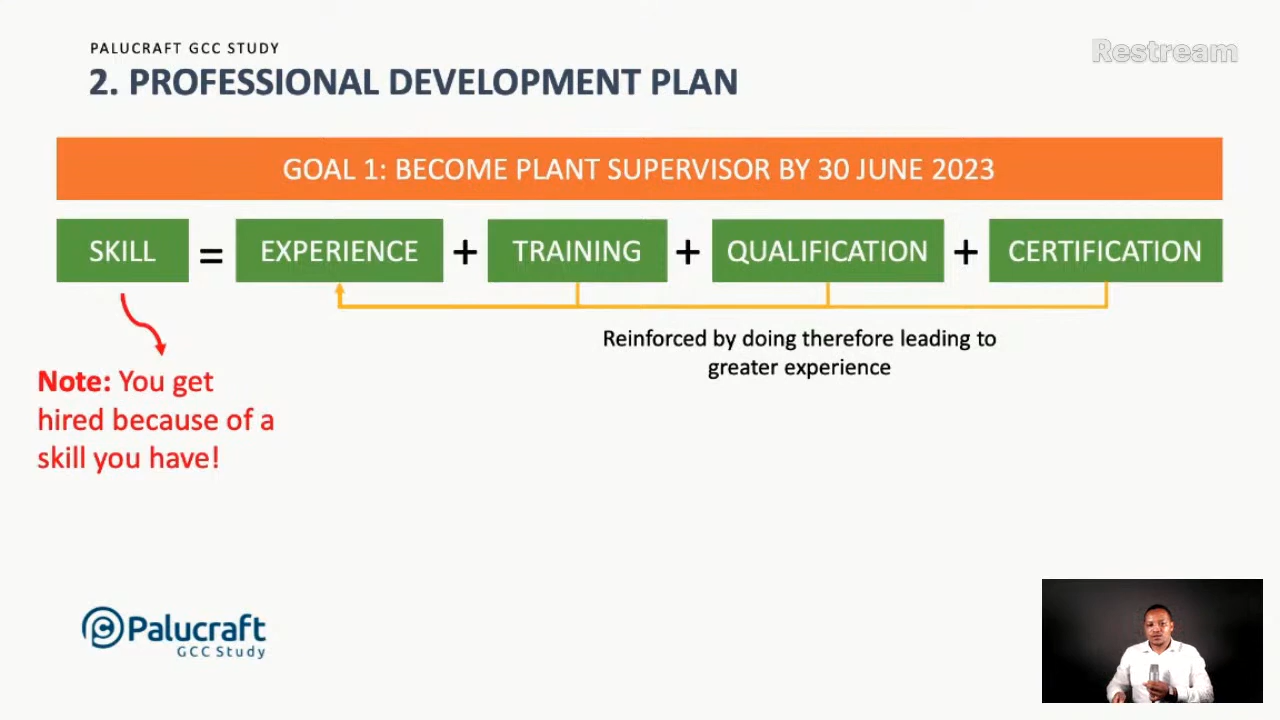 PALUCRAFT GCC STUDY
Restream
2. PROFESSIONAL DEVELOPMENT PLAN
GOAL 1: BECOME PLANT SUPERVISOR BY 30 JUNE 2023
SKILL = EXPERIENCE + TRAINING + QUALIFICATION + CERTIFICATION
Reinforced by doing therefore leading to
greater experience
Note: You get
hired because of a
skill you have!
Palucraft
GCC Study